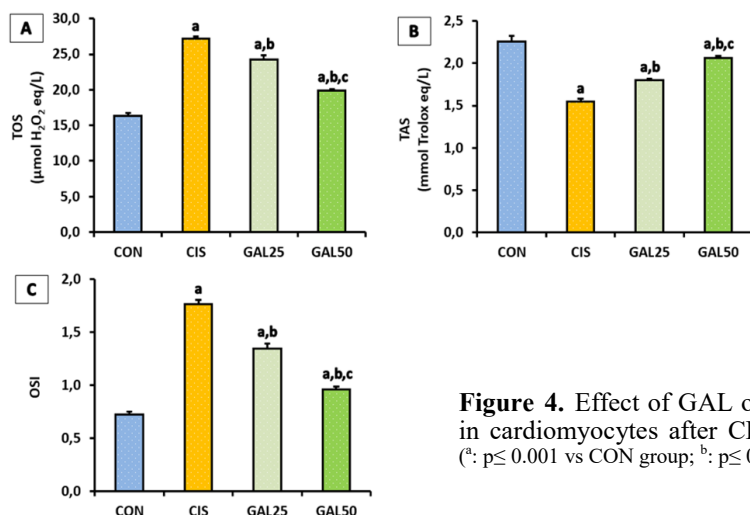 A
TOS
(µmol H₂O₂ eq/L)
30,0
25,0
20,0
15,0
10,0
5,0
0,0
a
a,b
a,b,c
CON CIS GAL25 GAL50
B
TAS
(mmol Trolox eq/L)
2,5
2,0
1,5
1,0
0,5
0,0
a
a,b
a,b,c
CON CIS GAL25 GAL50
C
OSI
2,0
1,5
1,0
0,5
0,0
a
a,b
a,b,c
CON CIS GAL25 GAL50
Figure 4. Effect of GAL o
in cardiomyocytes after CI
(ᵃ: p≤ 0.001 vs CON group; ᵇ: p≤ 0